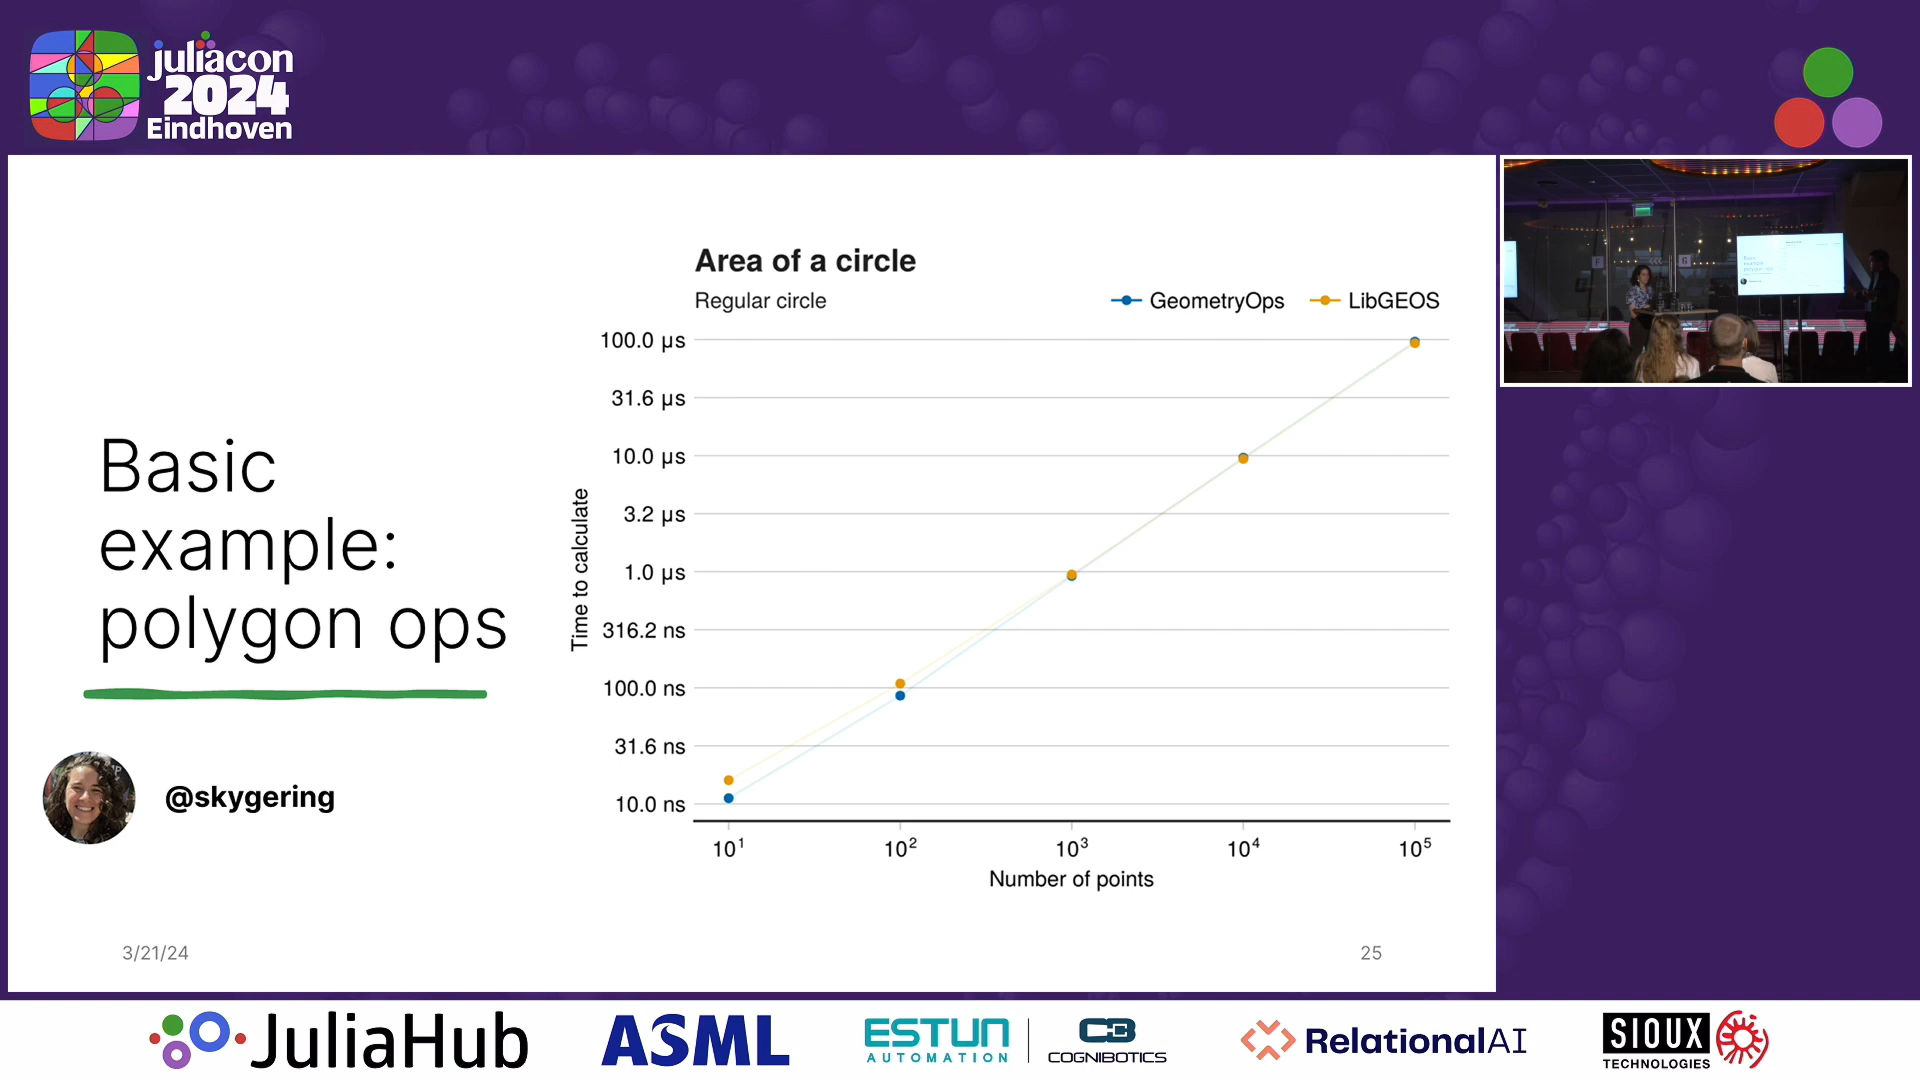 juliacon
2024
Eindhoven
Area of a circle
Regular circle
GeometryOps
LibGEOS
100.0 µs
31.6 µs
10.0 µs
3.2 µs
1.0 µs
316.2 ns
100.0 ns
31.6 ns
10.0 ns
Time to calculate
10¹ 10² 10³ 10⁴ 10⁵
Number of points
Basic
example:
polygon ops
@skygering
3/21/24
25
JuliaHub
ASML
ESTUN
AUTOMATION
COGNIBOTICS
RelationalAI
SIOUX
TECHNOLOGIES